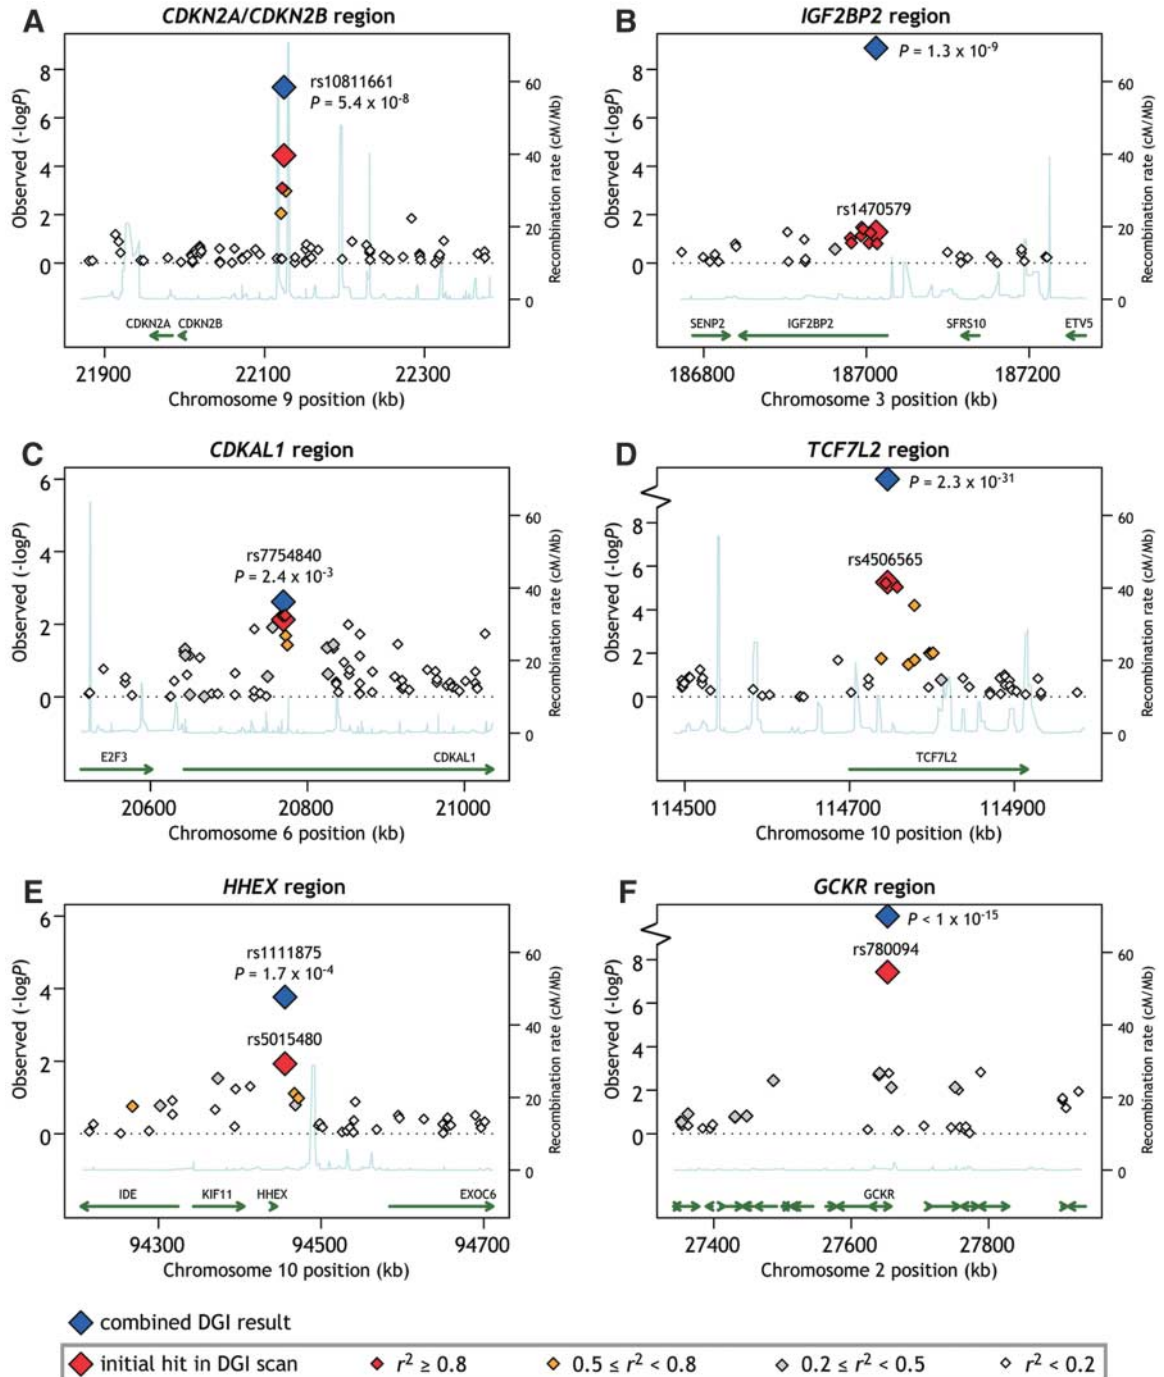 A
CDKN2A/CDKN2B region
Observed (-logP)
8
6
4
2
0
rs10811661
P = 5.4 x 10-8
60
40
20
0
Recombination rate (cM/Mb)
CDKN2A
CDKN2B
21900
22100
22300
Chromosome 9 position (kb)
B
IGF2BP2 region
Observed (-logP)
8
6
4
2
0
P = 1.3 x 10-9
rs1470579
60
40
20
0
Recombination rate (cM/Mb)
SENP2
IGF2BP2
SFRS10
ETV5
186800
187000
187200
Chromosome 3 position (kb)
C
CDKAL1 region
Observed (-logP)
6
4
2
0
rs7754840
P = 2.4 x 10-3
60
40
20
0
Recombination rate (cM/Mb)
E2F3
CDKAL1
20600
20800
21000
Chromosome 6 position (kb)
D
TCF7L2 region
Observed (-logP)
8
6
4
2
0
P = 2.3 x 10-31
rs4506565
60
40
20
0
Recombination rate (cM/Mb)
TCF7L2
114500
114700
114900
Chromosome 10 position (kb)
E
HHEX region
Observed (-logP)
6
4
2
0
rs1111875
P = 1.7 x 10-4
rs5015480
60
40
20
0
Recombination rate (cM/Mb)
IDE
KIF11
HHEX
EXOC6
94300
94500
94700
Chromosome 10 position (kb)
F
GCKR region
Observed (-logP)
8
6
4
2
0
P < 1 x 10-15
rs780094
60
40
20
0
Recombination rate (cM/Mb)
GCKR
27400
27600
27800
Chromosome 2 position (kb)
combined DGI result
initial hit in DGI scan
r2 ≥ 0.8
0.5 ≤ r2 < 0.8
0.2 ≤ r2 < 0.5
r2 < 0.2